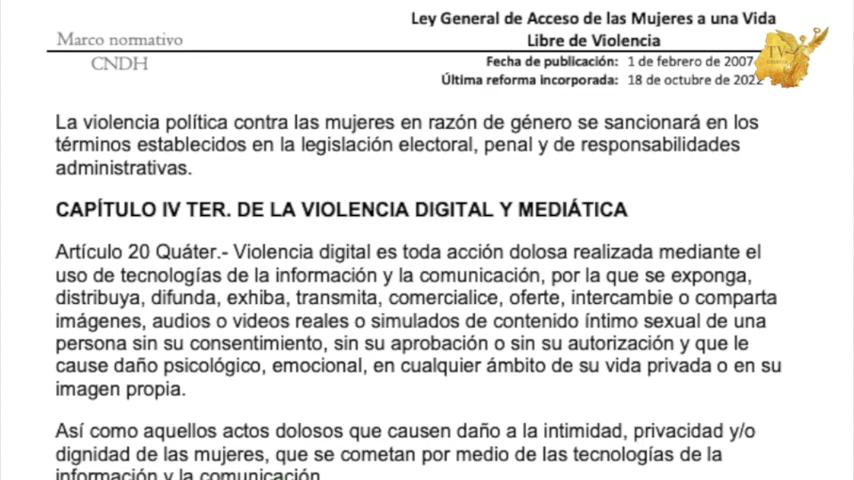 Ley General de Acceso de las Mujeres a una Vida
Libre de Violencia
Marco normativo
CNDH
Fecha de publicación: 1 de febrero de 2007
Última reforma incorporada: 18 de octubre de 2022
TV
La violencia política contra las mujeres en razón de género se sancionará en los
términos establecidos en la legislación electoral, penal y de responsabilidades
administrativas.
CAPÍTULO IV TER. DE LA VIOLENCIA DIGITAL Y MEDIÁTICA
Artículo 20 Quáter.- Violencia digital es toda acción dolosa realizada mediante el
uso de tecnologías de la información y la comunicación, por la que se exponga,
distribuya, difunda, exhiba, transmita, comercialice, oferte, intercambie o comparta
imágenes, audios o videos reales o simulados de contenido íntimo sexual de una
persona sin su consentimiento, sin su aprobación o sin su autorización y que le
cause daño psicológico, emocional, en cualquier ámbito de su vida privada o en su
imagen propia.
Así como aquellos actos dolosos que causen daño a la intimidad, privacidad y/o
dignidad de las mujeres, que se cometan por medio de las tecnologías de la
información y la comunicación.